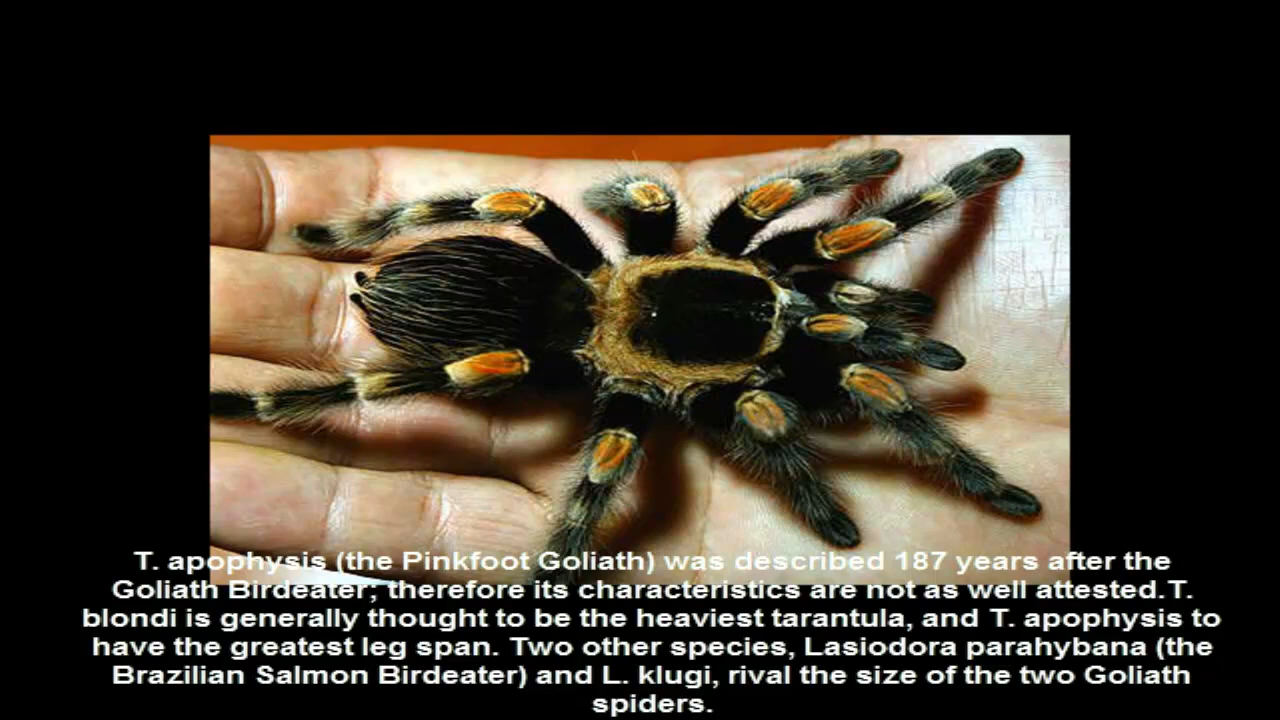 T. apophysis (the Pinkfoot Goliath) was described 187 years after the
Goliath Birdeater; therefore its characteristics are not as well attested.T.
blondi is generally thought to be the heaviest tarantula, and T. apophysis to
have the greatest leg span. Two other species, Lasiodora parahybana (the
Brazilian Salmon Birdeater) and L. klugi, rival the size of the two Goliath
spiders.